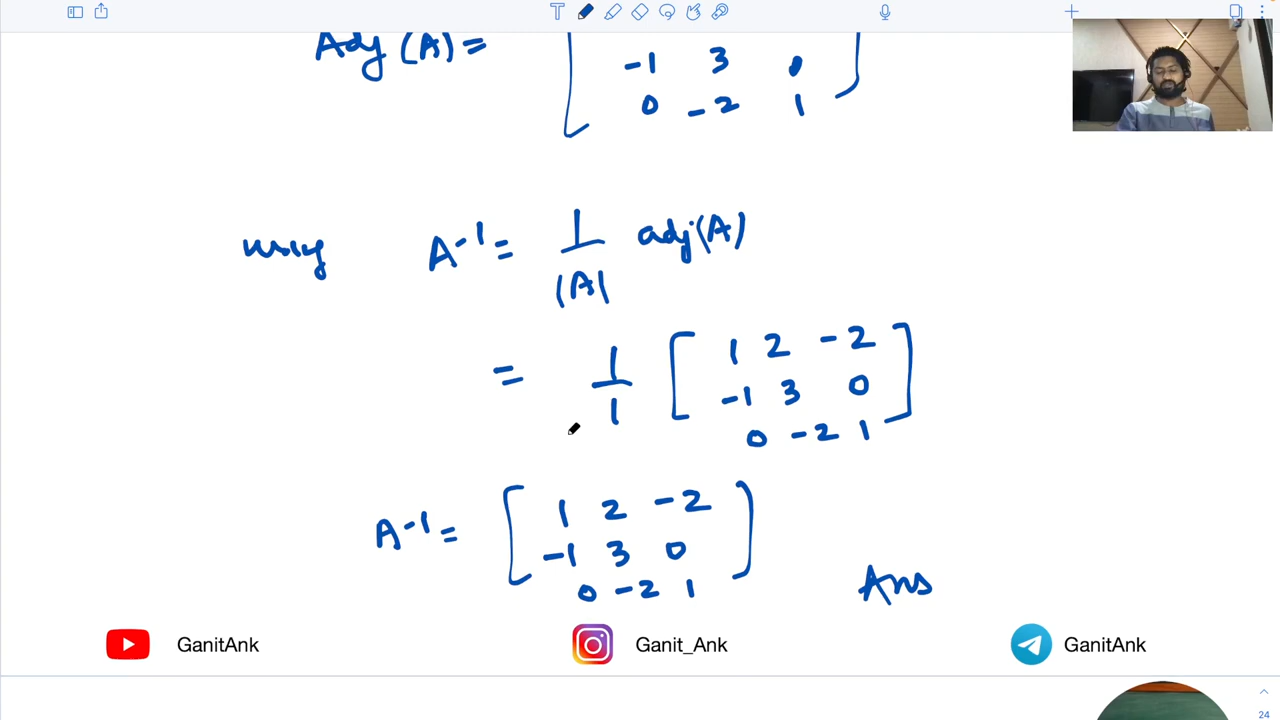 Adj (A) =
-1 3 0
0 -2 1
using A-1 = 1/|A| adj(A)
= 1/1 [ 1 2 -2
-1 3 0
0 -2 1 ]
A-1 = [ 1 2 -2
-1 3 0
0 -2 1 ]
Ans
GanitAnk Ganit_Ank GanitAnk
24